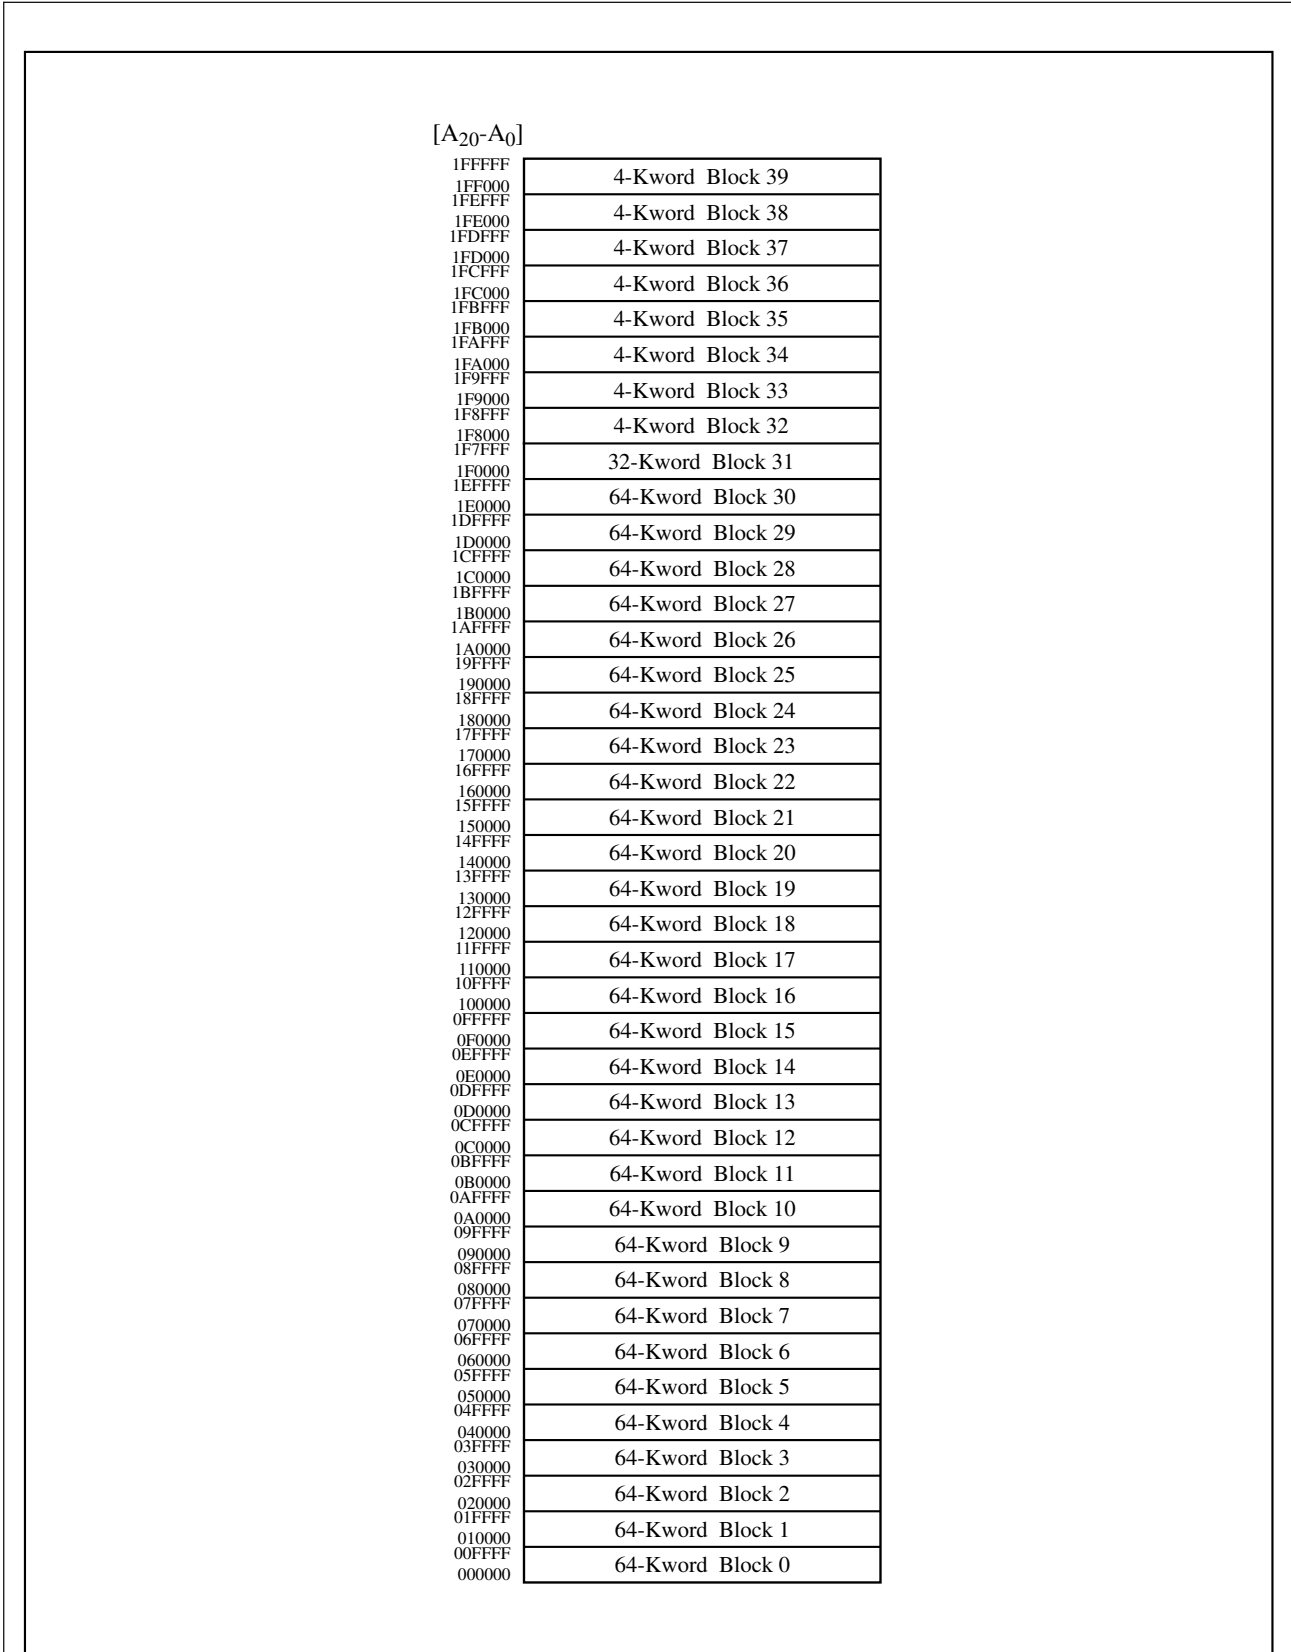 [A20-A0]
1FFFFF
4-Kword Block 39
1FF000
1FEFFF
4-Kword Block 38
1FE000
1FDFFF
4-Kword Block 37
1FD000
1FCFFF
4-Kword Block 36
1FC000
1FBFFF
4-Kword Block 35
1FB000
1FAFFF
4-Kword Block 34
1FA000
1F9FFF
4-Kword Block 33
1F9000
1F8FFF
4-Kword Block 32
1F8000
1F7FFF
32-Kword Block 31
1F0000
1EFFFF
64-Kword Block 30
1E0000
1DFFFF
64-Kword Block 29
1D0000
1CFFFF
64-Kword Block 28
1C0000
1BFFFF
64-Kword Block 27
1B0000
1AFFFF
64-Kword Block 26
1A0000
19FFFF
64-Kword Block 25
190000
18FFFF
64-Kword Block 24
180000
17FFFF
64-Kword Block 23
170000
16FFFF
64-Kword Block 22
160000
15FFFF
64-Kword Block 21
150000
14FFFF
64-Kword Block 20
140000
13FFFF
64-Kword Block 19
130000
12FFFF
64-Kword Block 18
120000
11FFFF
64-Kword Block 17
110000
10FFFF
64-Kword Block 16
100000
0FFFFF
64-Kword Block 15
0F0000
0EFFFF
64-Kword Block 14
0E0000
0DFFFF
64-Kword Block 13
0D0000
0CFFFF
64-Kword Block 12
0C0000
0BFFFF
64-Kword Block 11
0B0000
0AFFFF
64-Kword Block 10
0A0000
09FFFF
64-Kword Block 9
090000
08FFFF
64-Kword Block 8
080000
07FFFF
64-Kword Block 7
070000
06FFFF
64-Kword Block 6
060000
05FFFF
64-Kword Block 5
050000
04FFFF
64-Kword Block 4
040000
03FFFF
64-Kword Block 3
030000
02FFFF
64-Kword Block 2
020000
01FFFF
64-Kword Block 1
010000
00FFFF
64-Kword Block 0
000000